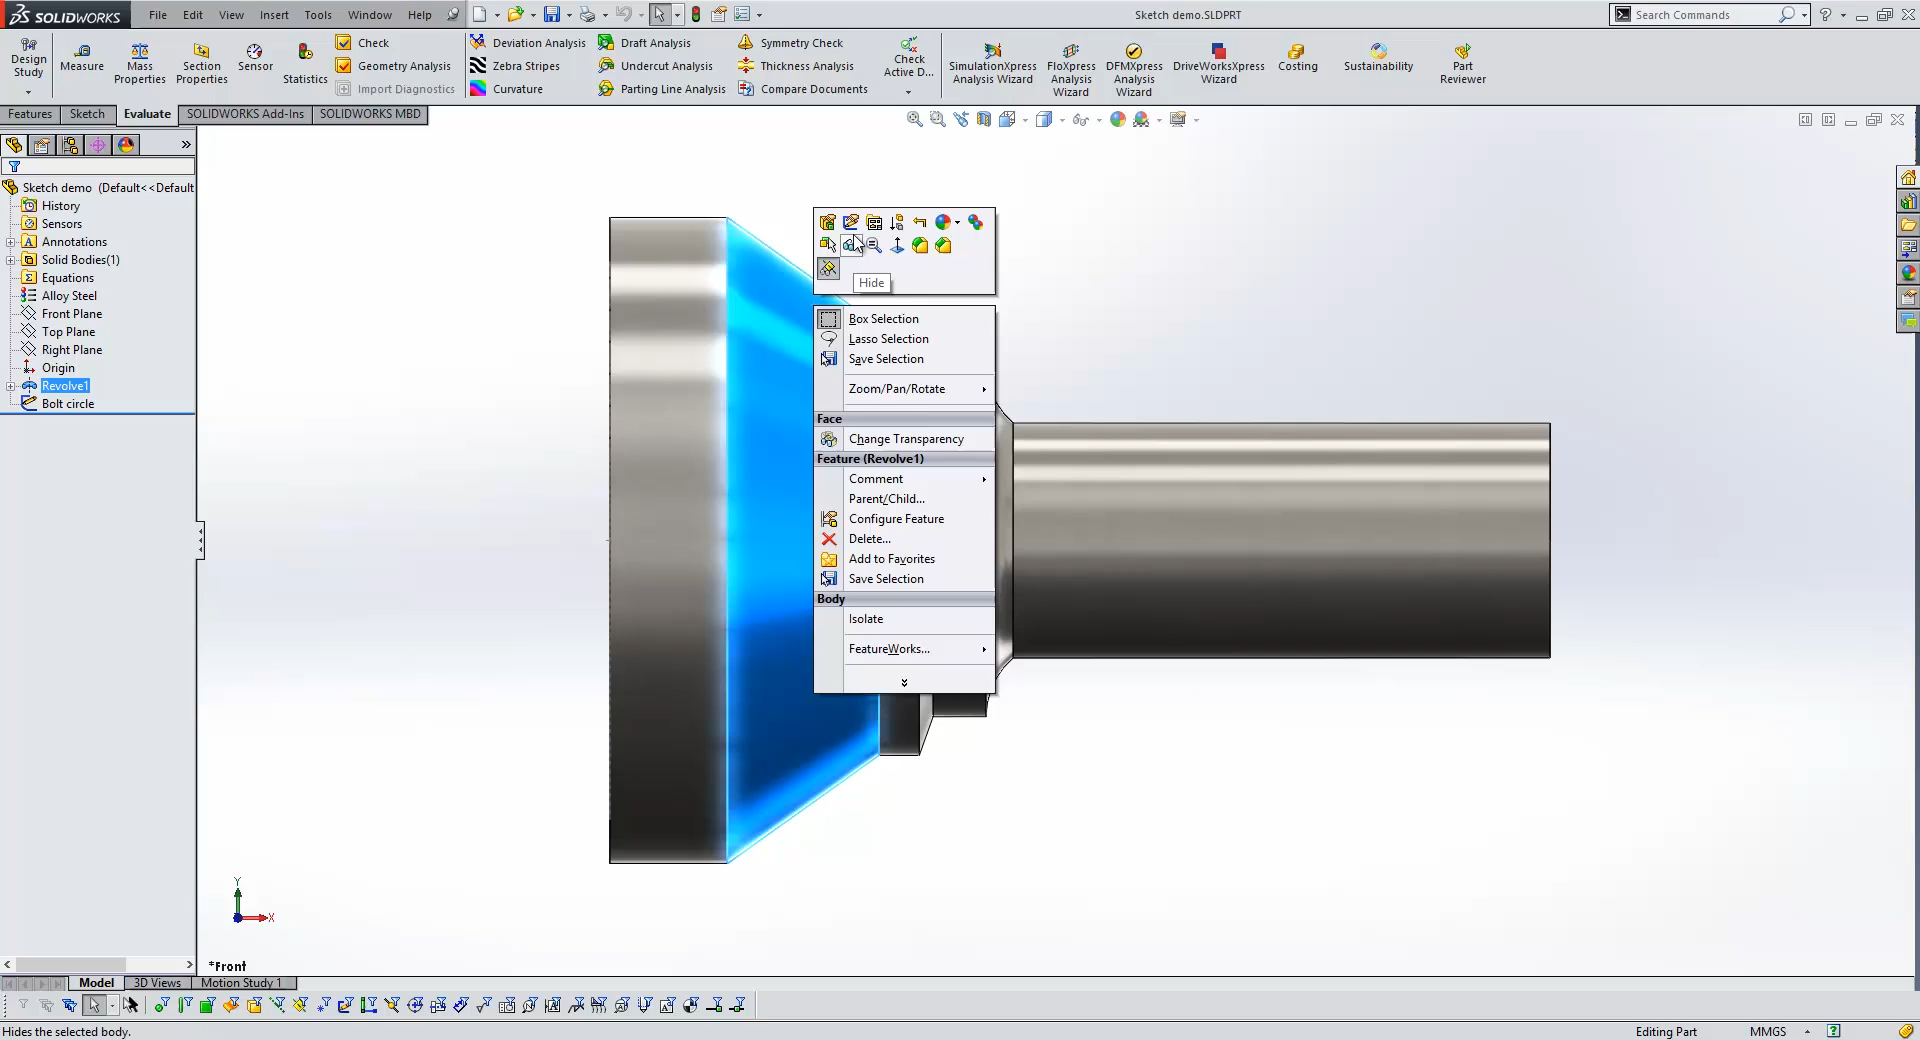 SOLIDWORKS File Edit View Insert Tools Window Help Sketch demo.SLDPRT Search Commands
Design Study
Measure
Mass Properties
Section Properties
Sensor
Statistics
Check
Geometry Analysis
Import Diagnostics
Deviation Analysis
Zebra Stripes
Curvature
Draft Analysis
Undercut Analysis
Parting Line Analysis
Symmetry Check
Thickness Analysis
Compare Documents
Check Active D...
SimulationXpress Analysis Wizard
FloXpress Analysis Wizard
DFMXpress Analysis Wizard
DriveWorksXpress Wizard
Costing
Sustainability
Part Reviewer
Features Sketch Evaluate SOLIDWORKS Add-Ins SOLIDWORKS MBD
Sketch demo (Default<<Default
History
Sensors
Annotations
Solid Bodies(1)
Equations
Alloy Steel
Front Plane
Top Plane
Right Plane
Origin
Revolve1
Bolt circle
Hide
Box Selection
Lasso Selection
Save Selection
Zoom/Pan/Rotate
Face
Change Transparency
Feature (Revolve1)
Comment
Parent/Child...
Configure Feature
Delete...
Add to Favorites
Save Selection
Body
Isolate
FeatureWorks...
Y
X
*Front
Model 3D Views Motion Study 1
Hides the selected body. Editing Part MMGS